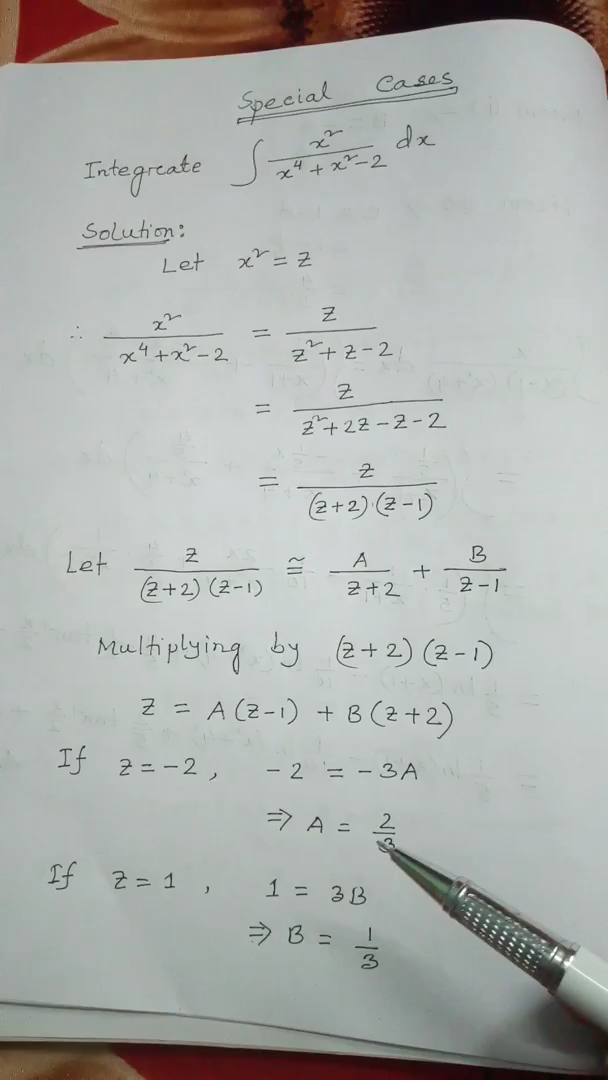 Special Cases
Integrcate ∫ x²/(x⁴+x²-2) dx
Solution:
Let x² = z
∴ x²/(x⁴+x²-2) = z/(z²+z-2)
= z/(z²+2z-z-2)
= z/((z+2)(z-1))
Let z/((z+2)(z-1)) ≅ A/(z+2) + B/(z-1)
Multiplying by (z+2)(z-1)
z = A(z-1) + B(z+2)
If z=-2, -2 = -3A
⇒ A = 2/3
If z=1, 1 = 3B
⇒ B = 1/3